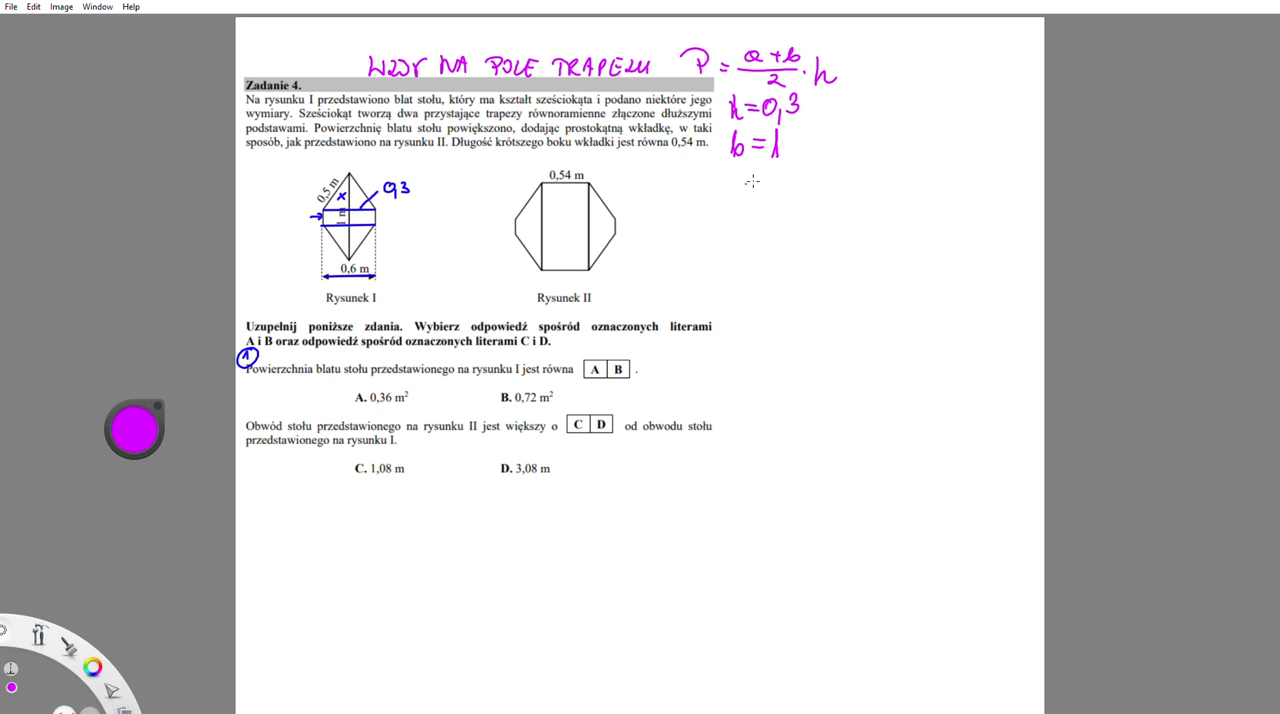 File Edit Image Window Help
WZÓR NA POLE TRAPEZU P = a+b/2 · h
Zadanie 4.
Na rysunku I przedstawiono blat stołu, który ma kształt sześciokąta i podano niektóre jego
wymiary. Sześciokąt tworzą dwa przystające trapezy równoramienne złączone dłuższymi
podstawami. Powierzchnię blatu stołu powiększono, dodając prostokątną wkładkę, w taki
sposób, jak przedstawiono na rysunku II. Długość krótszego boku wkładki jest równa 0,54 m.
h=0,3
b=1
0,5 m
x
0,3
1 m
0,6 m
Rysunek I
0,54 m
Rysunek II
Uzupełnij poniższe zdania. Wybierz odpowiedź spośród oznaczonych literami
A i B oraz odpowiedź spośród oznaczonych literami C i D.
1
Powierzchnia blatu stołu przedstawionego na rysunku I jest równa A B .
A. 0,36 m²
B. 0,72 m²
Obwód stołu przedstawionego na rysunku II jest większy o C D od obwodu stołu
przedstawionego na rysunku I.
C. 1,08 m
D. 3,08 m